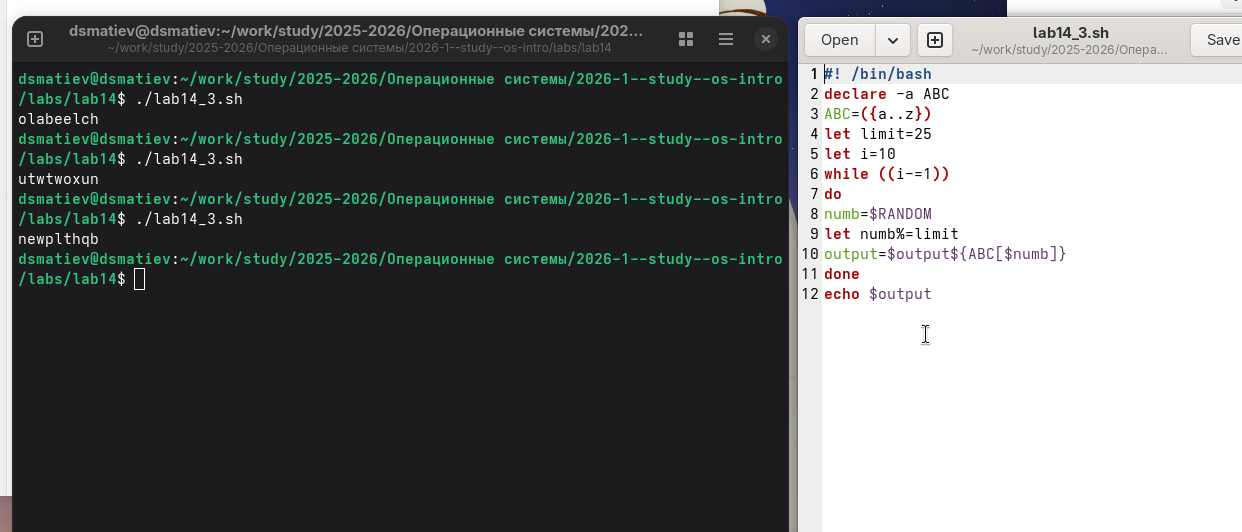 dsmatiev@dsmatiev:~/work/study/2025-2026/Операционные системы/202...
~/work/study/2025-2026/Операционные системы/2026-1--study--os-intro/labs/lab14
dsmatiev@dsmatiev:~/work/study/2025-2026/Операционные системы/2026-1--study--os-intro
/labs/lab14$ ./lab14_3.sh
olabeelch
dsmatiev@dsmatiev:~/work/study/2025-2026/Операционные системы/2026-1--study--os-intro
/labs/lab14$ ./lab14_3.sh
utwtwoxun
dsmatiev@dsmatiev:~/work/study/2025-2026/Операционные системы/2026-1--study--os-intro
/labs/lab14$ ./lab14_3.sh
newplthqb
dsmatiev@dsmatiev:~/work/study/2025-2026/Операционные системы/2026-1--study--os-intro
/labs/lab14$
Open
lab14_3.sh
~/work/study/2025-2026/Опера...
Save
1 #! /bin/bash
2 declare -a ABC
3 ABC=({a..z})
4 let limit=25
5 let i=10
6 while ((i-=1))
7 do
8 numb=$RANDOM
9 let numb%=limit
10 output=$output${ABC[$numb]}
11 done
12 echo $output